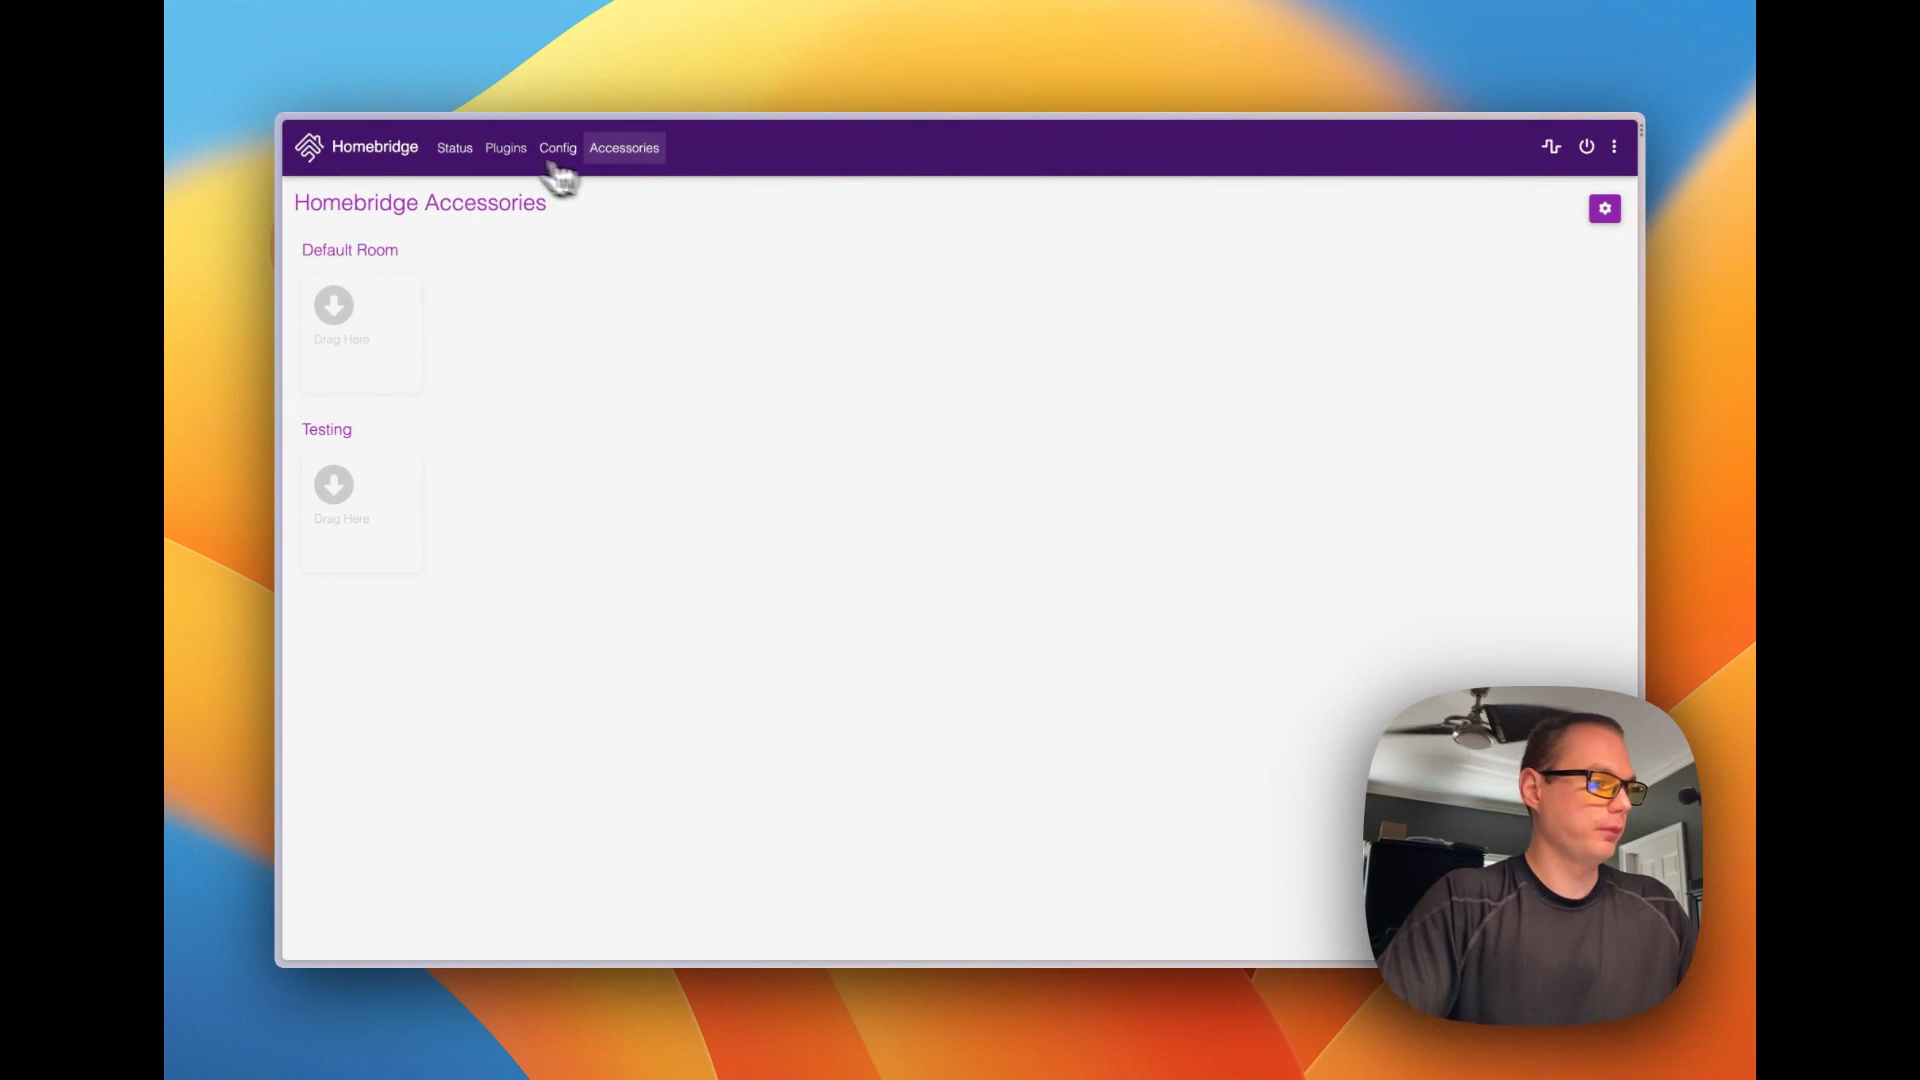 Homebridge Status Plugins Config Accessories
Homebridge Accessories
Default Room
Drag Here
Testing
Drag Here